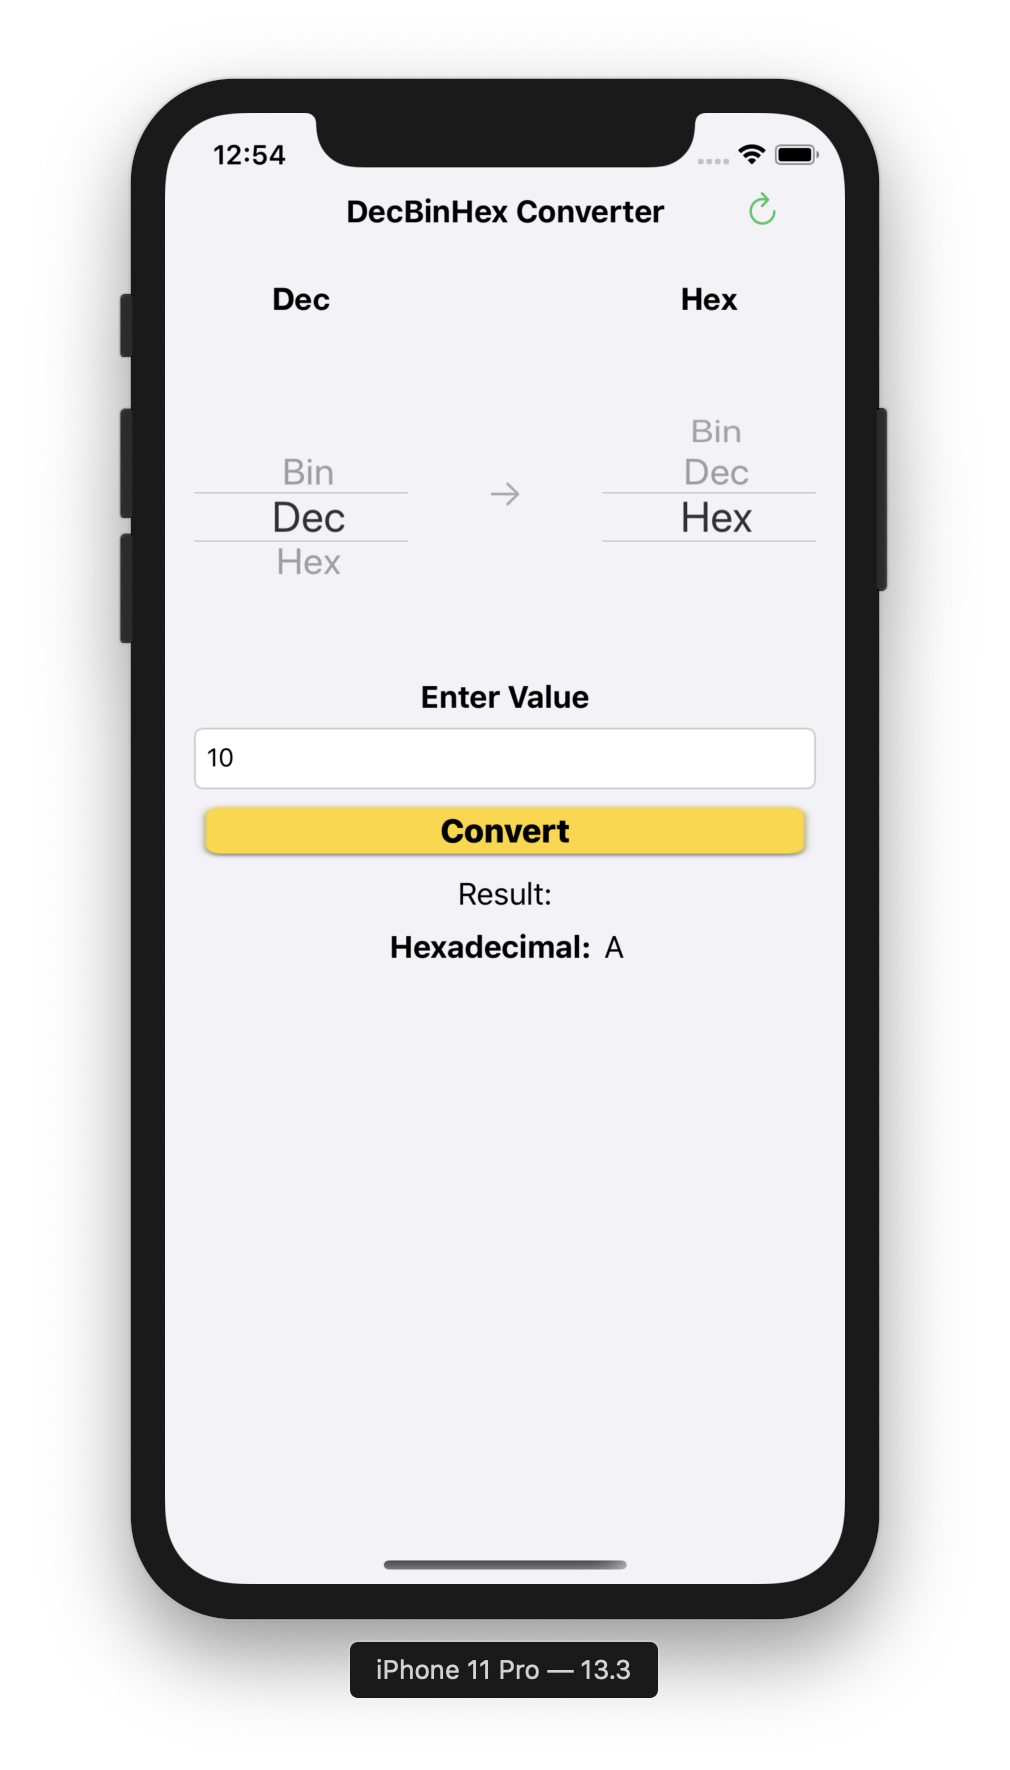 12:54
DecBinHex Converter
Dec Hex
Bin
Bin Dec
Dec → Hex
Hex
Enter Value
10
Convert
Result:
Hexadecimal: A
iPhone 11 Pro — 13.3